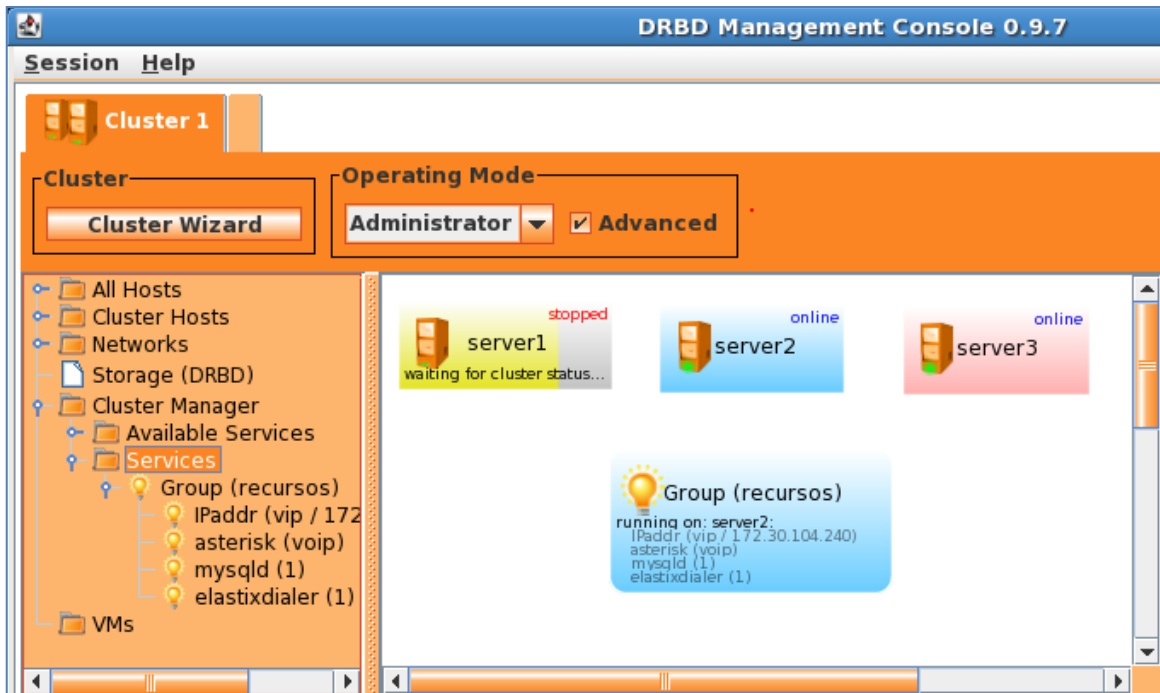 DRBD Management Console 0.9.7
Session Help
Cluster 1
Cluster
Cluster Wizard
Operating Mode
Administrator
Advanced
All Hosts
Cluster Hosts
Networks
Storage (DRBD)
Cluster Manager
Available Services
Services
Group (recursos)
IPaddr (vip / 172
asterisk (voip)
mysqld (1)
elastixdialer (1)
VMs
stopped
server1
waiting for cluster status...
online
server2
online
server3
Group (recursos)
running on: server2:
IPaddr (vip / 172.30.104.240)
asterisk (voip)
mysqld (1)
elastixdialer (1)